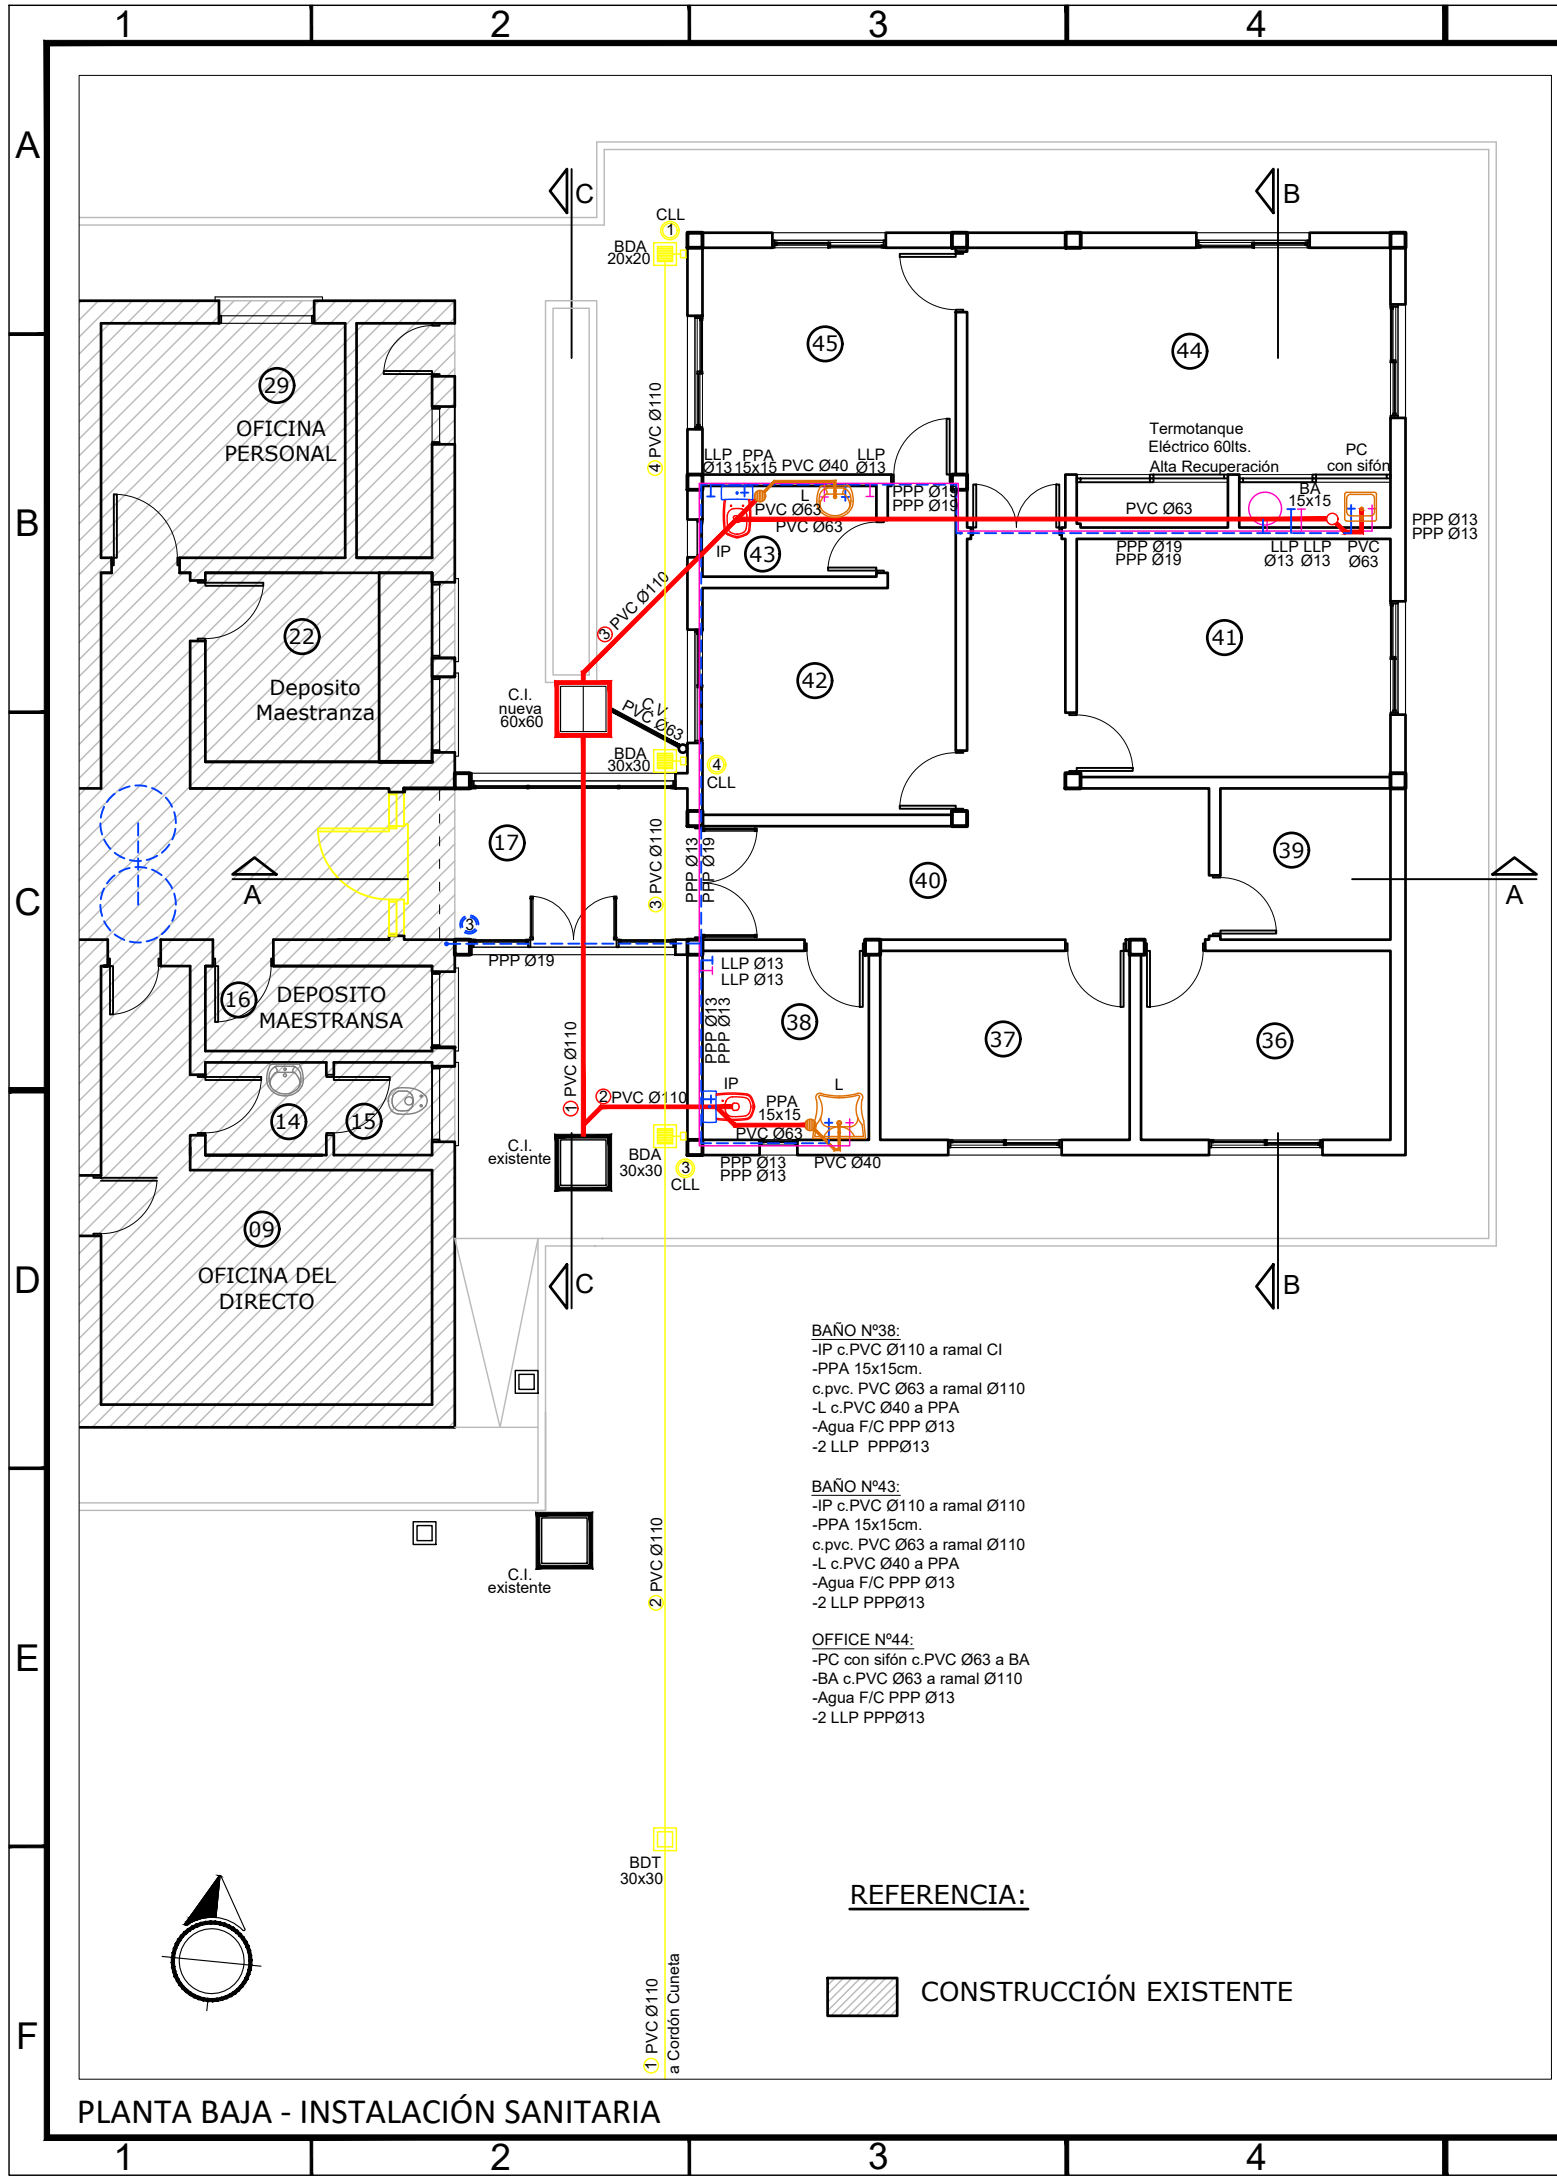 1
2
3
4
A
B
C
D
E
F
C
B
CLL
1
BDA
20x20
45
44
29
OFICINA
PERSONAL
4 PVC Ø110
Termotanque
Eléctrico 60lts.
Alta Recuperación
PC
con sifón
LLP
Ø13
PPA
15x15
PVC Ø40
LLP
Ø13
L
PPP Ø19
PPP Ø19
BA
15x15
PVC Ø63
PVC Ø63
PVC Ø63
PPP Ø13
PPP Ø13
IP
43
PPP Ø19
PPP Ø19
LLP LLP
Ø13 Ø13
PVC
Ø63
3 PVC Ø110
22
Deposito
Maestranza
42
41
C.I.
nueva
60x60
C.V.
PVC Ø63
BDA
30x30
4
CLL
17
3 PVC Ø110
PPP Ø13
PPP Ø19
40
39
A
A
3
PPP Ø19
LLP Ø13
LLP Ø13
16
DEPOSITO
MAESTRANSA
PPP Ø13
PPP Ø13
38
37
36
1 PVC Ø110
2 PVC Ø110
IP
PPA
15x15
L
PVC Ø63
14
15
C.I.
existente
BDA
30x30
3
CLL
PPP Ø13
PPP Ø13
PVC Ø40
09
OFICINA DEL
DIRECTO
C
B
BAÑO Nº38:
-IP c.PVC Ø110 a ramal CI
-PPA 15x15cm.
c.pvc. PVC Ø63 a ramal Ø110
-L c.PVC Ø40 a PPA
-Agua F/C PPP Ø13
-2 LLP PPPØ13
BAÑO Nº43:
-IP c.PVC Ø110 a ramal Ø110
-PPA 15x15cm.
c.pvc. PVC Ø63 a ramal Ø110
-L c.PVC Ø40 a PPA
-Agua F/C PPP Ø13
-2 LLP PPPØ13
C.I.
existente
2 PVC Ø110
OFFICE Nº44:
-PC con sifón c.PVC Ø63 a BA
-BA c.PVC Ø63 a ramal Ø110
-Agua F/C PPP Ø13
-2 LLP PPPØ13
BDT
30x30
REFERENCIA:
CONSTRUCCIÓN EXISTENTE
1 PVC Ø110
a Cordón Cuneta
PLANTA BAJA - INSTALACIÓN SANITARIA
1
2
3
4